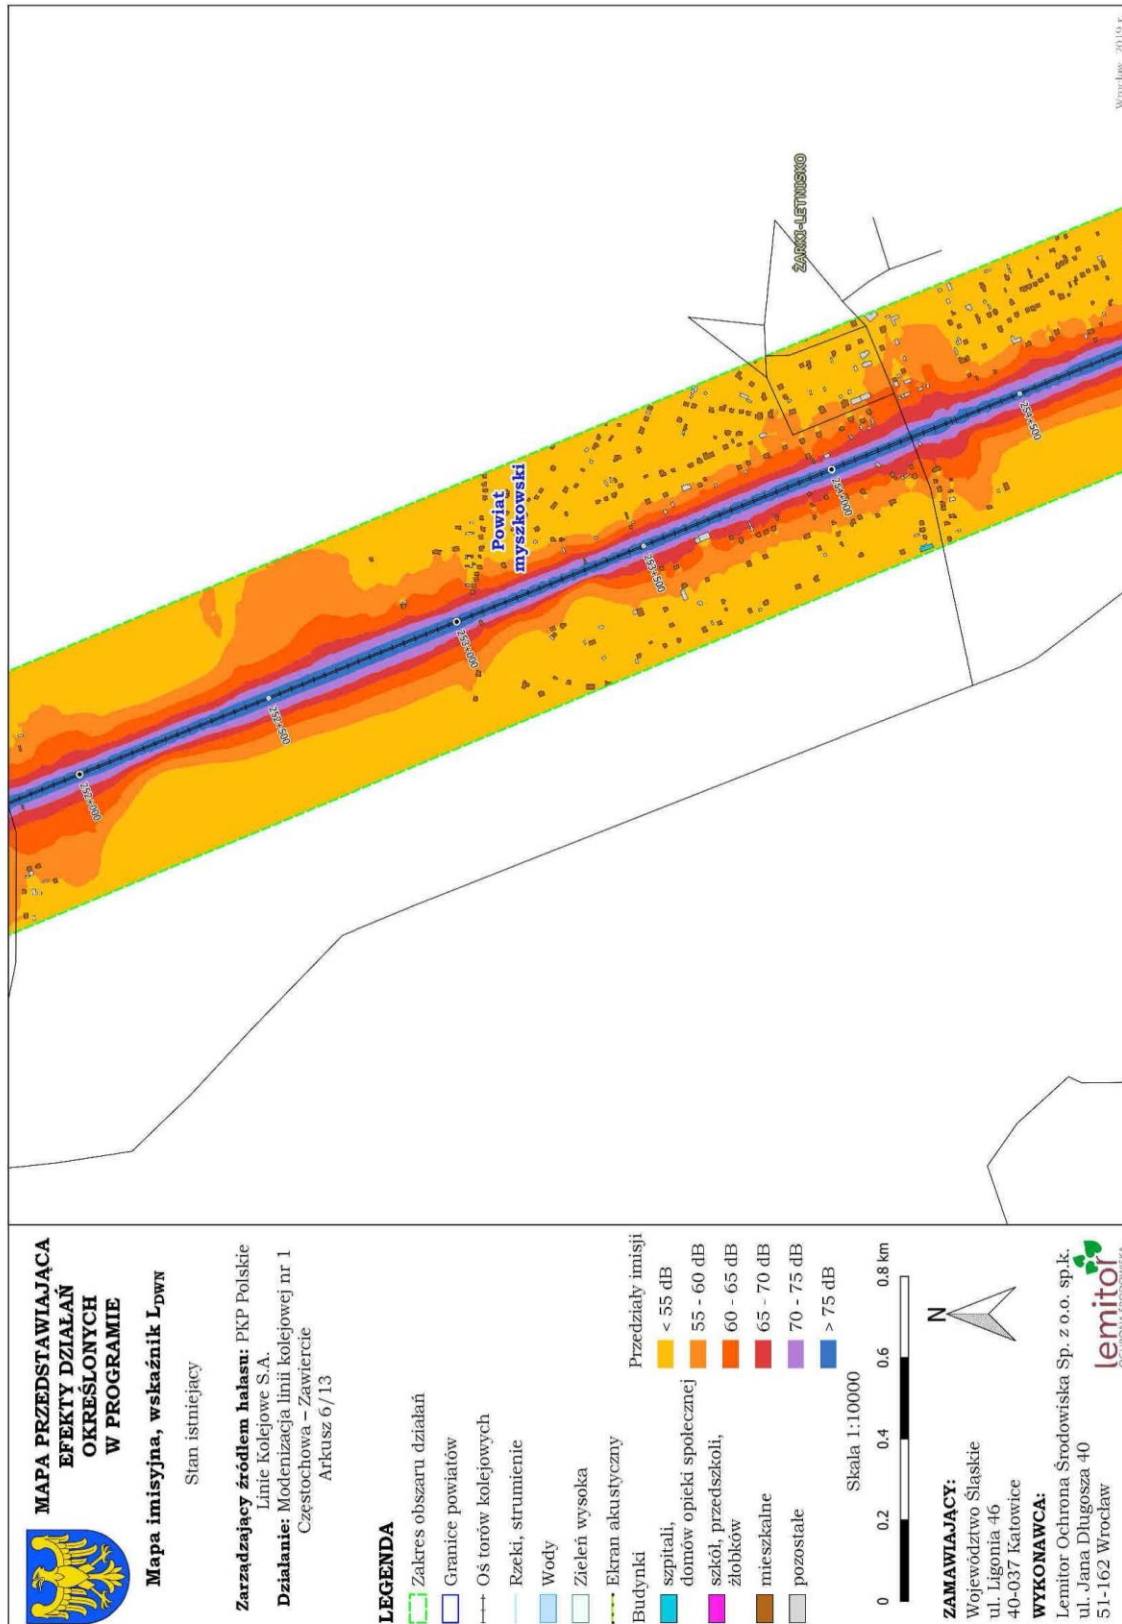 MAPA PRZEDSTAWIAJĄCA
EFEKTY DZIAŁAŃ
OKREŚLONYCH
W PROGRAMIE
Mapa imisyjna, wskaźnik LDWN
Stan istniejacy
Zarządzający źródłem hałasu: PKP Polskie
Linie Kolejowe S.A.
Działanie: Modenizacja linii kolejowej nr 1
Częstochowa – Zawiercie
Arkusz 6/13
LEGENDA
Zakres obszaru działań
Granice powiatów
Oś torów kolejowych
Rzeki, strumienie
Wody
Zieleń wysoka
Ekran akustyczny
Budynki
szpitali,
domów opieki społecznej
szkół, przedszkoli,
żłobków
mieszkalne
pozostałe
Przedziały imisji
< 55 dB
55 - 60 dB
60 - 65 dB
65 - 70 dB
70 - 75 dB
> 75 dB
Skala 1:10000
0 0.2 0.4 0.6 0.8 km
N
ZAMAWIAJĄCY:
Województwo Śląskie
ul. Ligonia 46
40-037 Katowice
WYKONAWCA:
Lemitor Ochrona Środowiska Sp. z o.o. sp.k.
ul. Jana Długosza 40
51-162 Wrocław
lemitor
OCHRONA ŚRODOWISKA
252+000
252+500
253+000
Powiat
myszkowski
253+500
254+000
ŻARKI-LETNISKO
254+500
Wrocław, 2019 r.